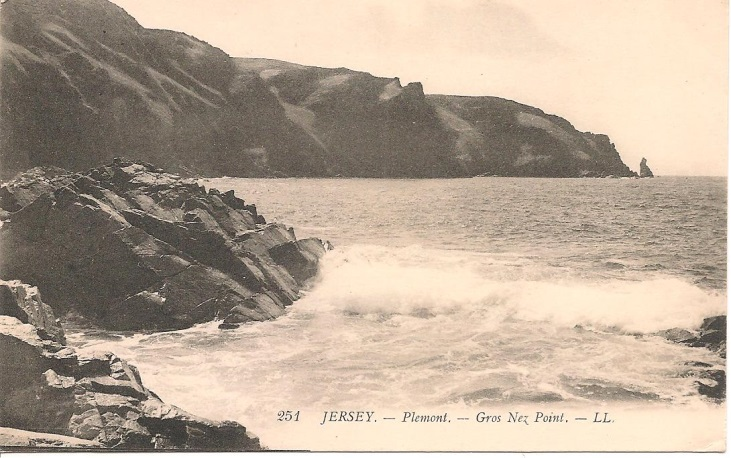 251 JERSEY. — Plemont. — Gros Nez Point. — LL.